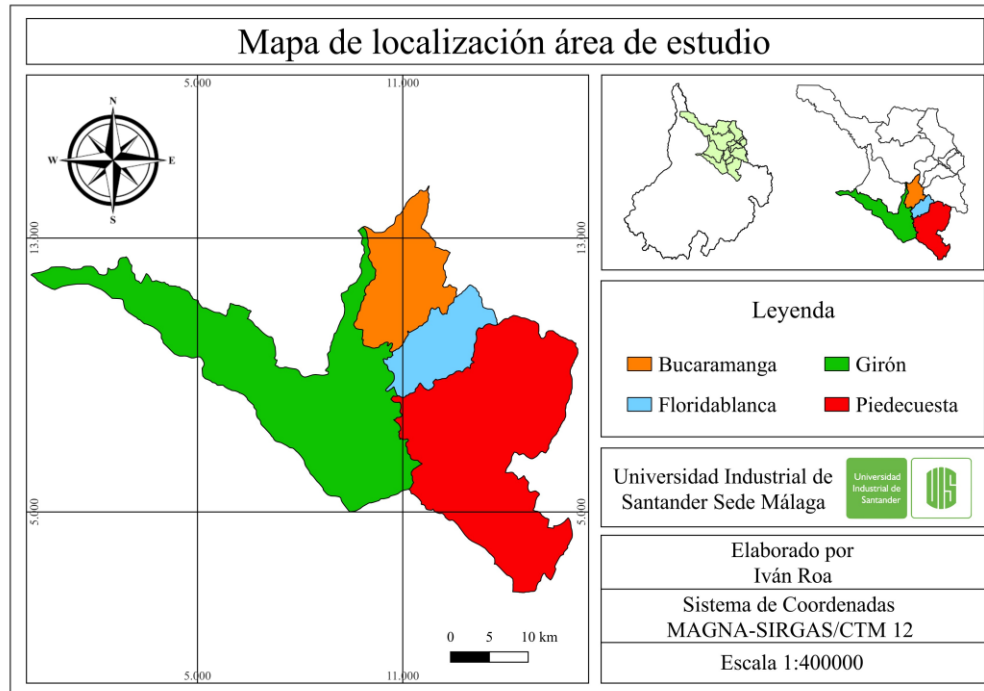 Mapa de localización área de estudio
5.000
11.000
N
W
E
S
13.000
13.000
5.000
5.000
0 5 10 km
5.000
11.000
Leyenda
Bucaramanga
Girón
Floridablanca
Piedecuesta
Universidad Industrial de
Santander Sede Málaga
Universidad
Industrial de
Santander
UIS
Elaborado por
Iván Roa
Sistema de Coordenadas
MAGNA-SIRGAS/CTM 12
Escala 1:400000